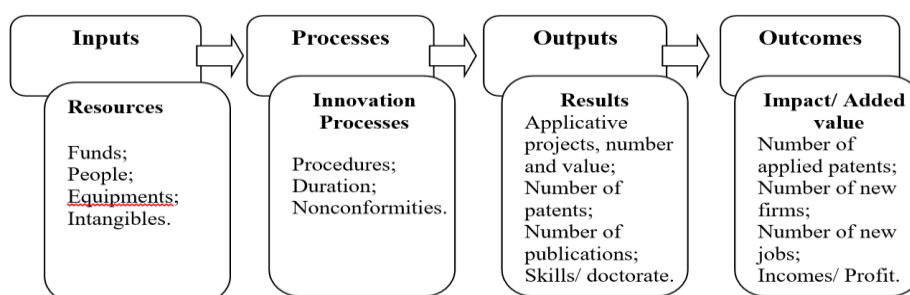 Inputs
Processes
Outputs
Outcomes
Resources
Funds;
People;
Equipments;
Intangibles.
Innovation
Processes
Procedures;
Duration;
Nonconformities.
Results
Applicative
projects, number
and value;
Number of
patents;
Number of
publications;
Skills/ doctorate.
Impact/ Added
value
Number of
applied patents;
Number of new
firms;
Number of new
jobs;
Incomes/ Profit.